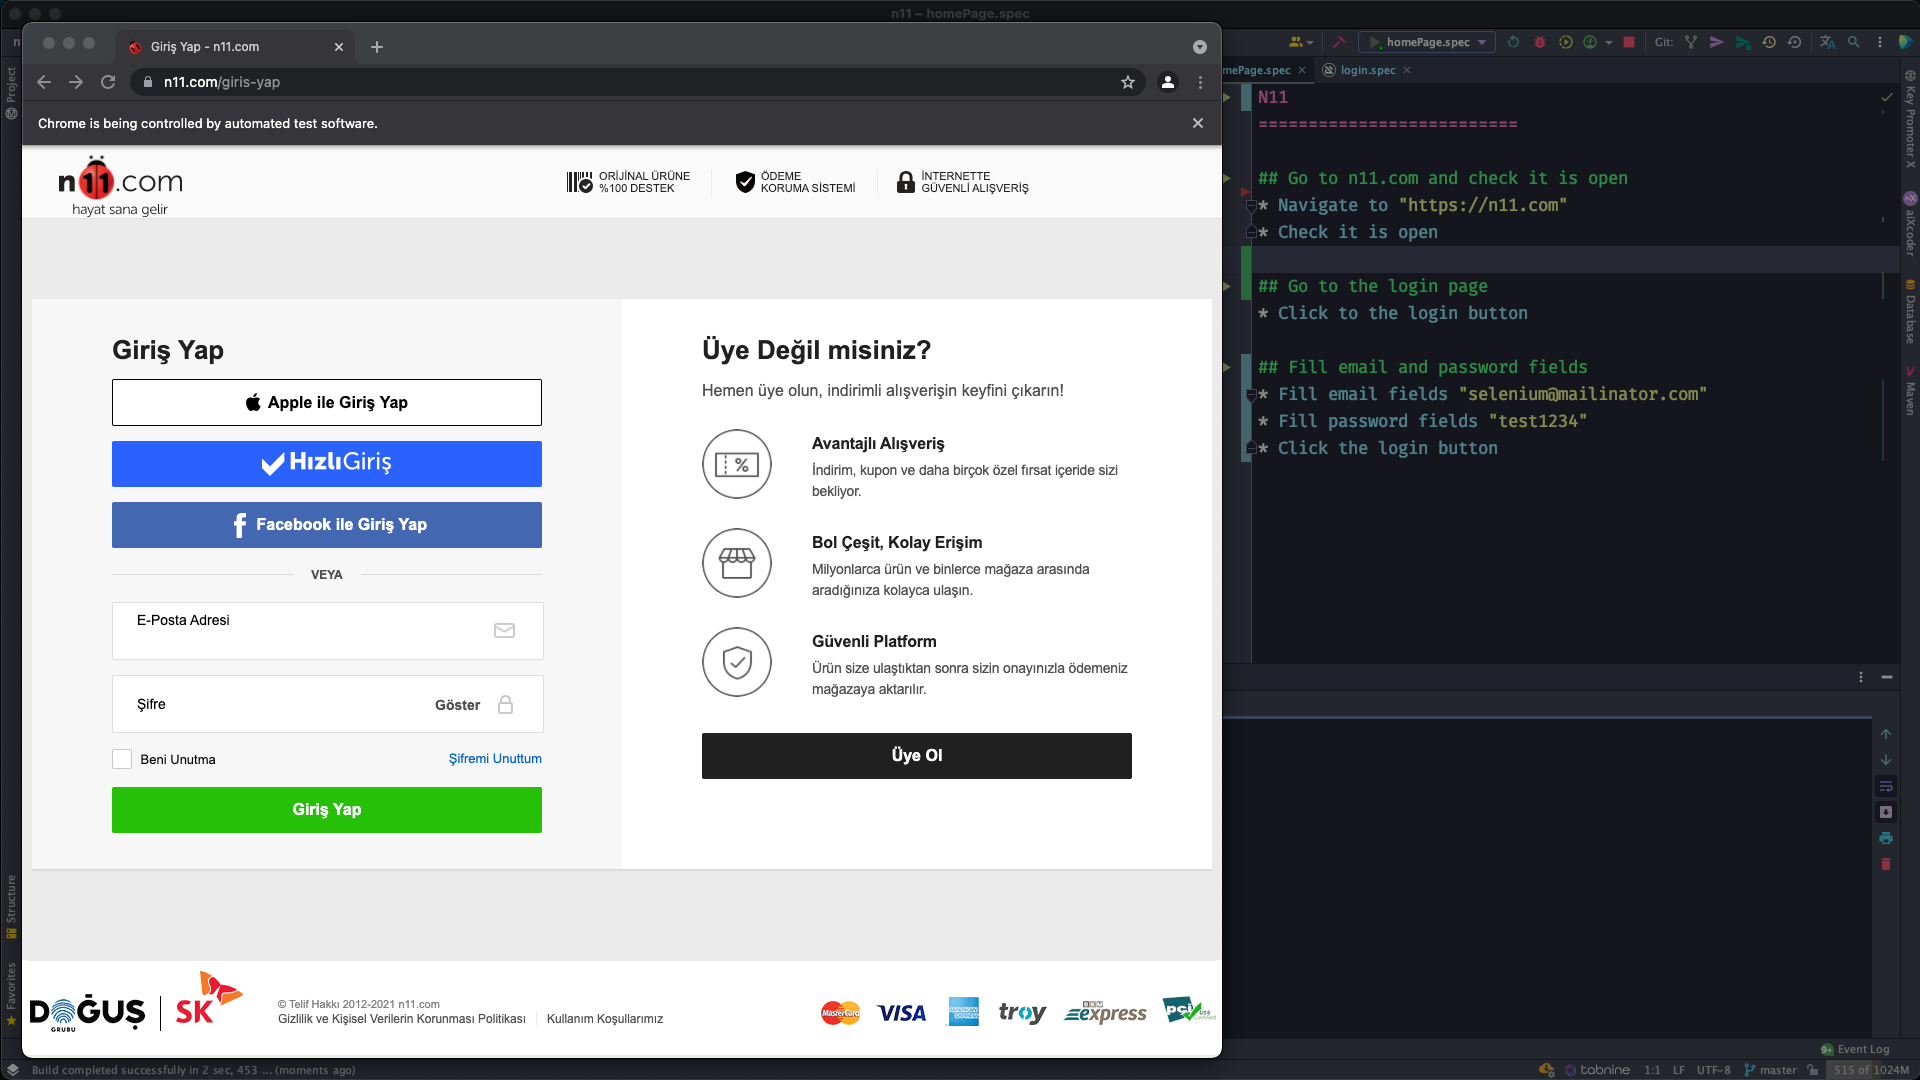 n11 – homePage.spec
Giriş Yap - n11.com
n11.com/giris-yap
Chrome is being controlled by automated test software.
n11.com
hayat sana gelir
ORİJİNAL ÜRÜNE
%100 DESTEK
ÖDEME
KORUMA SİSTEMİ
İNTERNETTE
GÜVENLİ ALIŞVERİŞ
Giriş Yap
Apple ile Giriş Yap
HızlıGiriş
Facebook ile Giriş Yap
VEYA
E-Posta Adresi
Şifre
Göster
Beni Unutma
Şifremi Unuttum
Giriş Yap
Üye Değil misiniz?
Hemen üye olun, indirimli alışverişin keyfini çıkarın!
Avantajlı Alışveriş
İndirim, kupon ve daha birçok özel fırsat içeride sizi
bekliyor.
Bol Çeşit, Kolay Erişim
Milyonlarca ürün ve binlerce mağaza arasında
aradığınıza kolayca ulaşın.
Güvenli Platform
Ürün size ulaştıktan sonra sizin onayınızla ödemeniz
mağazaya aktarılır.
Üye Ol
DOĞUŞ
GRUBU
SK
© Telif Hakkı 2012-2021 n11.com
Gizlilik ve Kişisel Verilerin Korunması Politikası
Kullanım Koşullarımız
MasterCard
VISA
AMERICAN EXPRESS
troy
BKM
express
pci DSS
Certified
homePage.spec
Git:
mePage.spec
login.spec
N11
==========================
## Go to n11.com and check it is open
* Navigate to "https://n11.com"
* Check it is open
## Go to the login page
* Click to the login button
## Fill email and password fields
* Fill email fields "selenium@mailinator.com"
* Fill password fields "test1234"
* Click the login button
Project
Structure
Favorites
Key Promoter X
aiXcoder
Database
Maven
Event Log
Build completed successfully in 2 sec, 453 ... (moments ago)
tabnine
1:1
LF
UTF-8
master
515 of 1024M